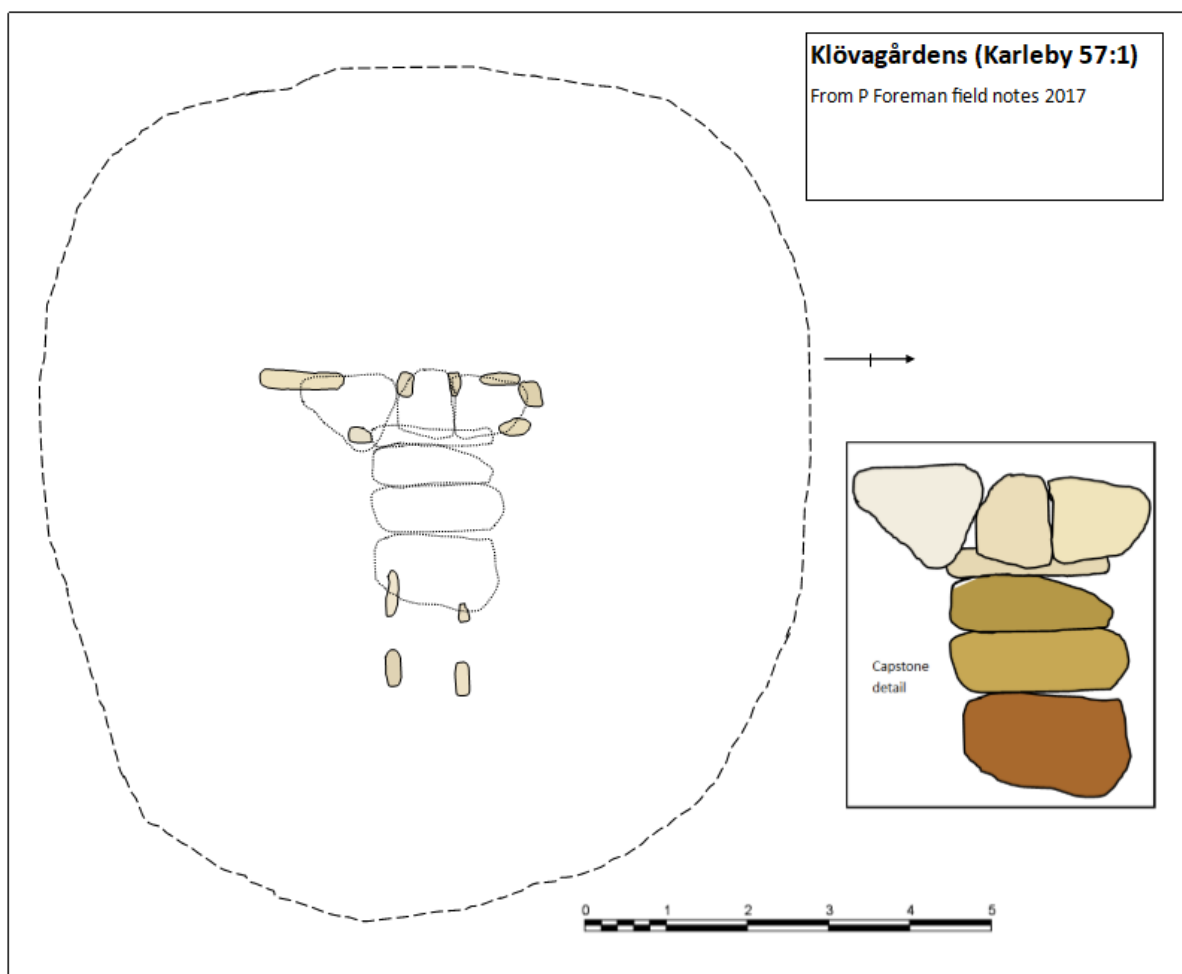 Klövagårdens (Karleby 57:1)
From P Foreman field notes 2017
Capstone
detail
0 1 2 3 4 5